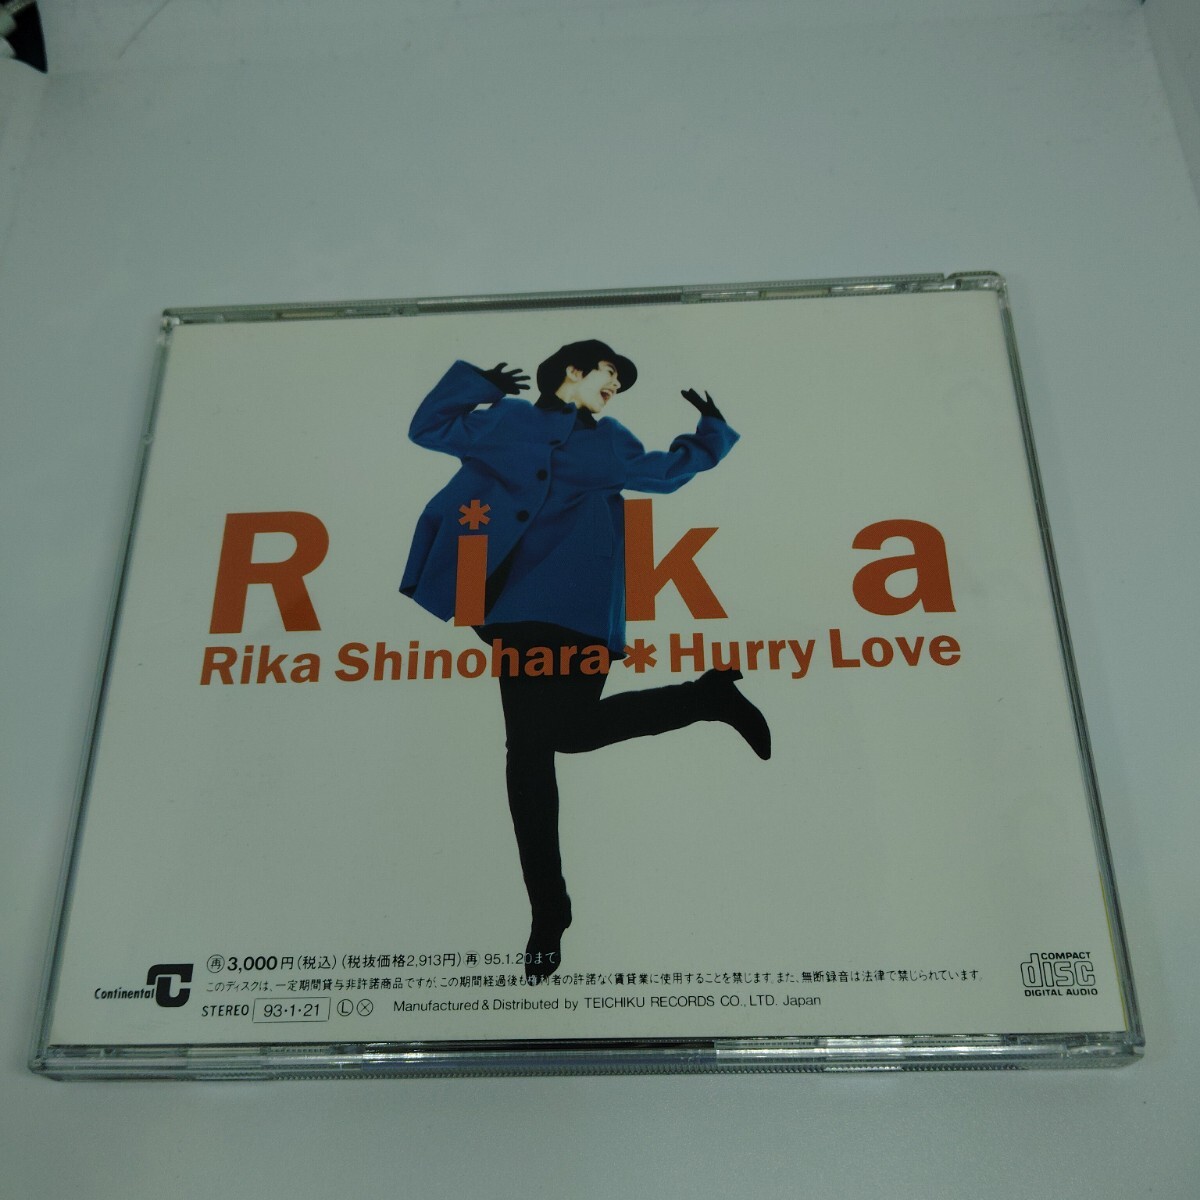 Rika
Rika Shinohara*Hurry Love
Continental
再 3,000円(税込)(税抜価格2,913円)再 95.1.20まで
このディスクは、一定期間貸与非許諾商品ですが、この期間経過後も権利者の許諾なく賃貸業に使用することを禁じます。また、無断録音は法律で禁じられています。
STEREO 93・1・21 Ⓛ Ⓧ Manufactured & Distributed by TEICHIKU RECORDS CO., LTD. Japan
COMPACT
disc
DIGITAL AUDIO